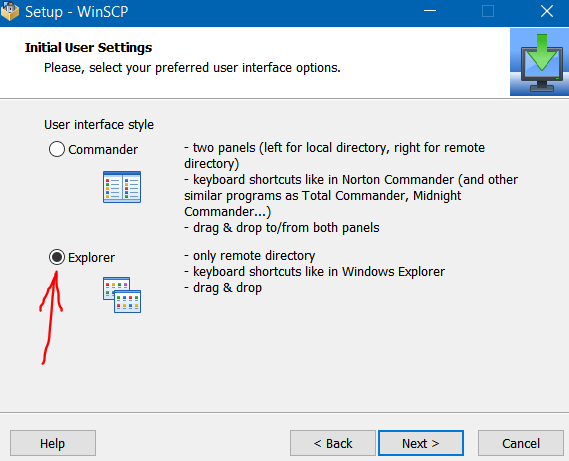 Setup - WinSCP
Initial User Settings
Please, select your preferred user interface options.
User interface style
Commander
- two panels (left for local directory, right for remote
directory)
- keyboard shortcuts like in Norton Commander (and other
similar programs as Total Commander, Midnight
Commander...)
- drag & drop to/from both panels
Explorer
- only remote directory
- keyboard shortcuts like in Windows Explorer
- drag & drop
Help
< Back
Next >
Cancel